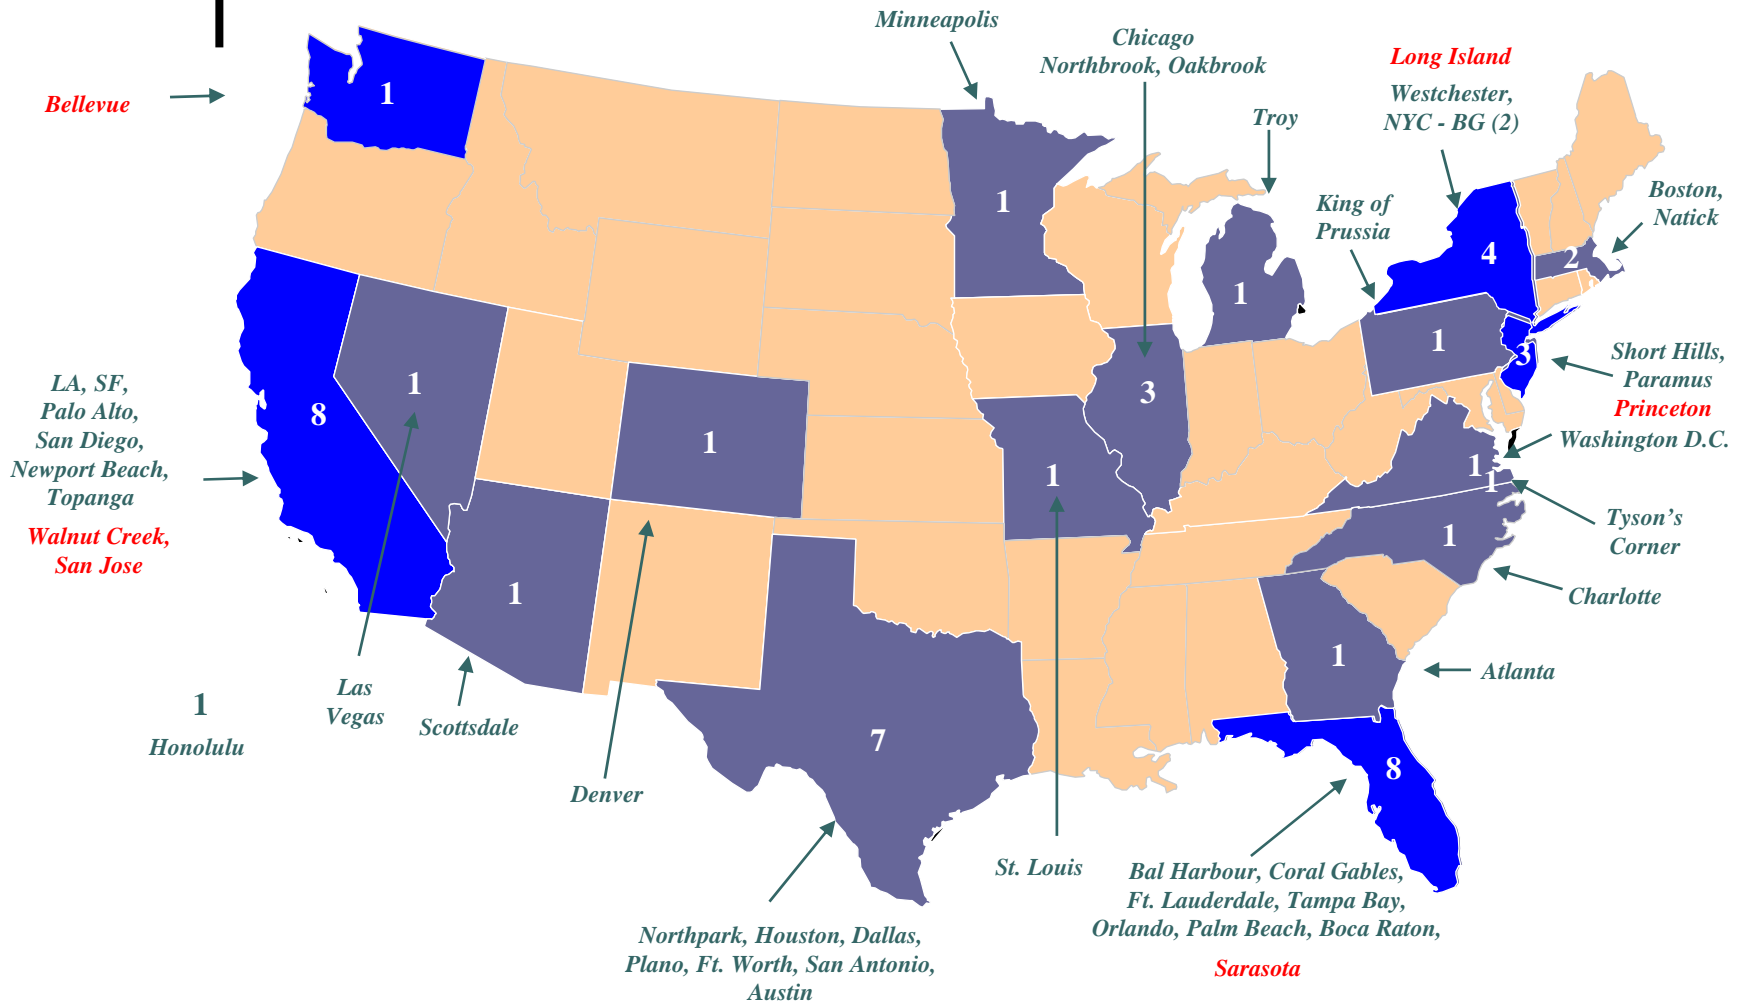 Minneapolis
Chicago
Northbrook, Oakbrook
Long Island
Westchester,
NYC - BG (2)
Bellevue
1
Troy
King of
Prussia
Boston,
Natick
1
4
2
1
1
3
Short Hills,
Paramus
Princeton
Washington D.C.
LA, SF,
Palo Alto,
San Diego,
Newport Beach,
Topanga
Walnut Creek,
San Jose
8
1
1
3
1
1
1
Tyson's
Corner
1
Charlotte
1
1
Atlanta
1
Honolulu
Las
Vegas
Scottsdale
7
8
Denver
St. Louis
Bal Harbour, Coral Gables,
Ft. Lauderdale, Tampa Bay,
Orlando, Palm Beach, Boca Raton,
Sarasota
Northpark, Houston, Dallas,
Plano, Ft. Worth, San Antonio,
Austin